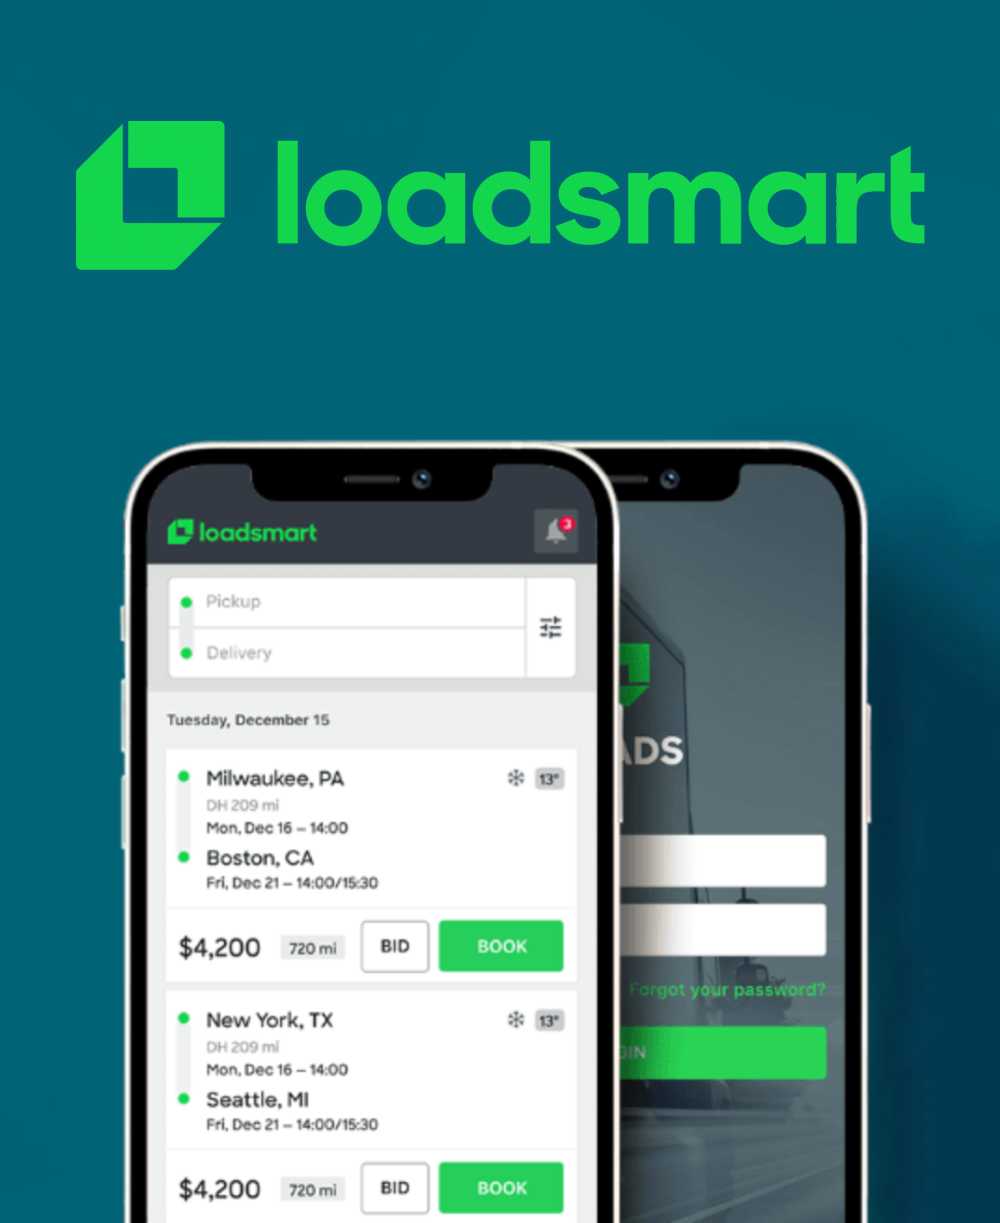 loadsmart
loadsmart
3
Pickup
Delivery
Tuesday, December 15
Milwaukee, PA
13°
DH 209 mi
Mon, Dec 16 – 14:00
Boston, CA
Fri, Dec 21 – 14:00/15:30
$4,200
720 mi
BID
BOOK
New York, TX
13°
DH 209 mi
Mon, Dec 16 – 14:00
Seattle, MI
Fri, Dec 21 – 14:00/15:30
$4,200
720 mi
BID
BOOK
ADS
Forgot your password?
GIN